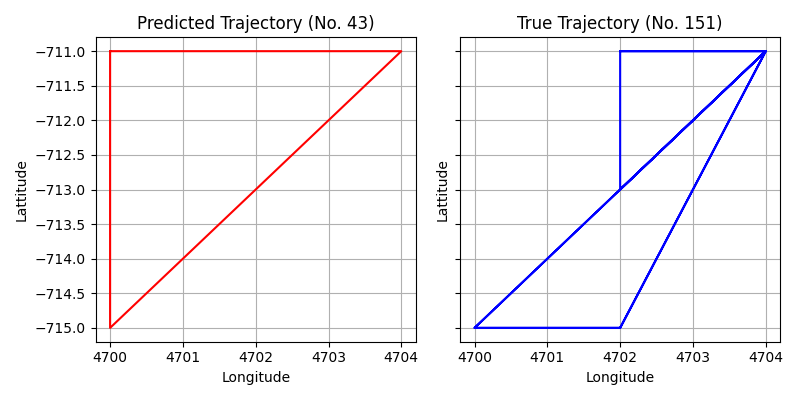 Predicted Trajectory (No. 43)
True Trajectory (No. 151)
Lattitude
−711.0
−711.5
−712.0
−712.5
−713.0
−713.5
−714.0
−714.5
−715.0
4700 4701 4702 4703 4704
Longitude
Lattitude
4700 4701 4702 4703 4704
Longitude